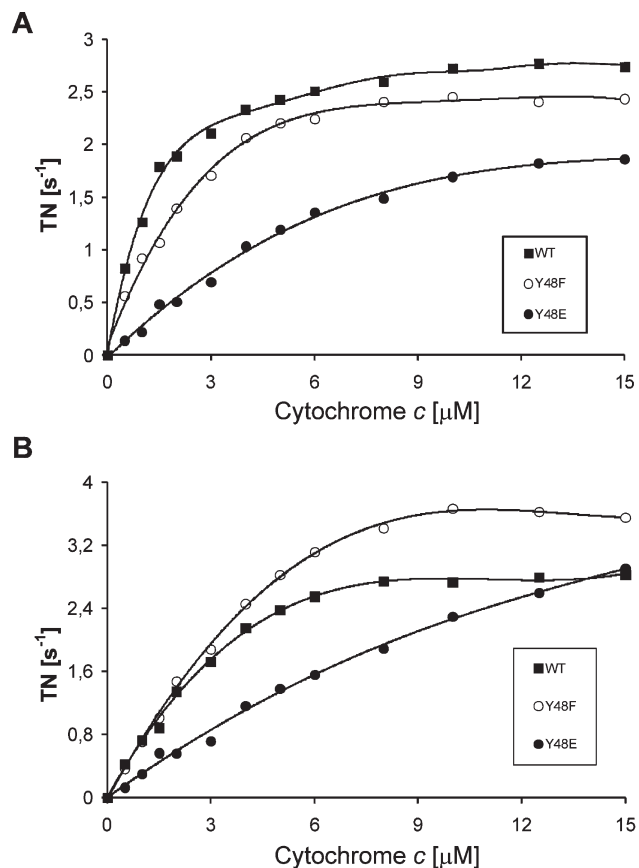 A
3
2,5
2
1,5
1
0,5
0
TN [s⁻¹]
WT
Y48F
Y48E
0 3 6 9 12 15
Cytochrome c [μM]
B
4
3,2
2,4
1,6
0,8
0
TN [s⁻¹]
WT
Y48F
Y48E
0 3 6 9 12 15
Cytochrome c [μM]